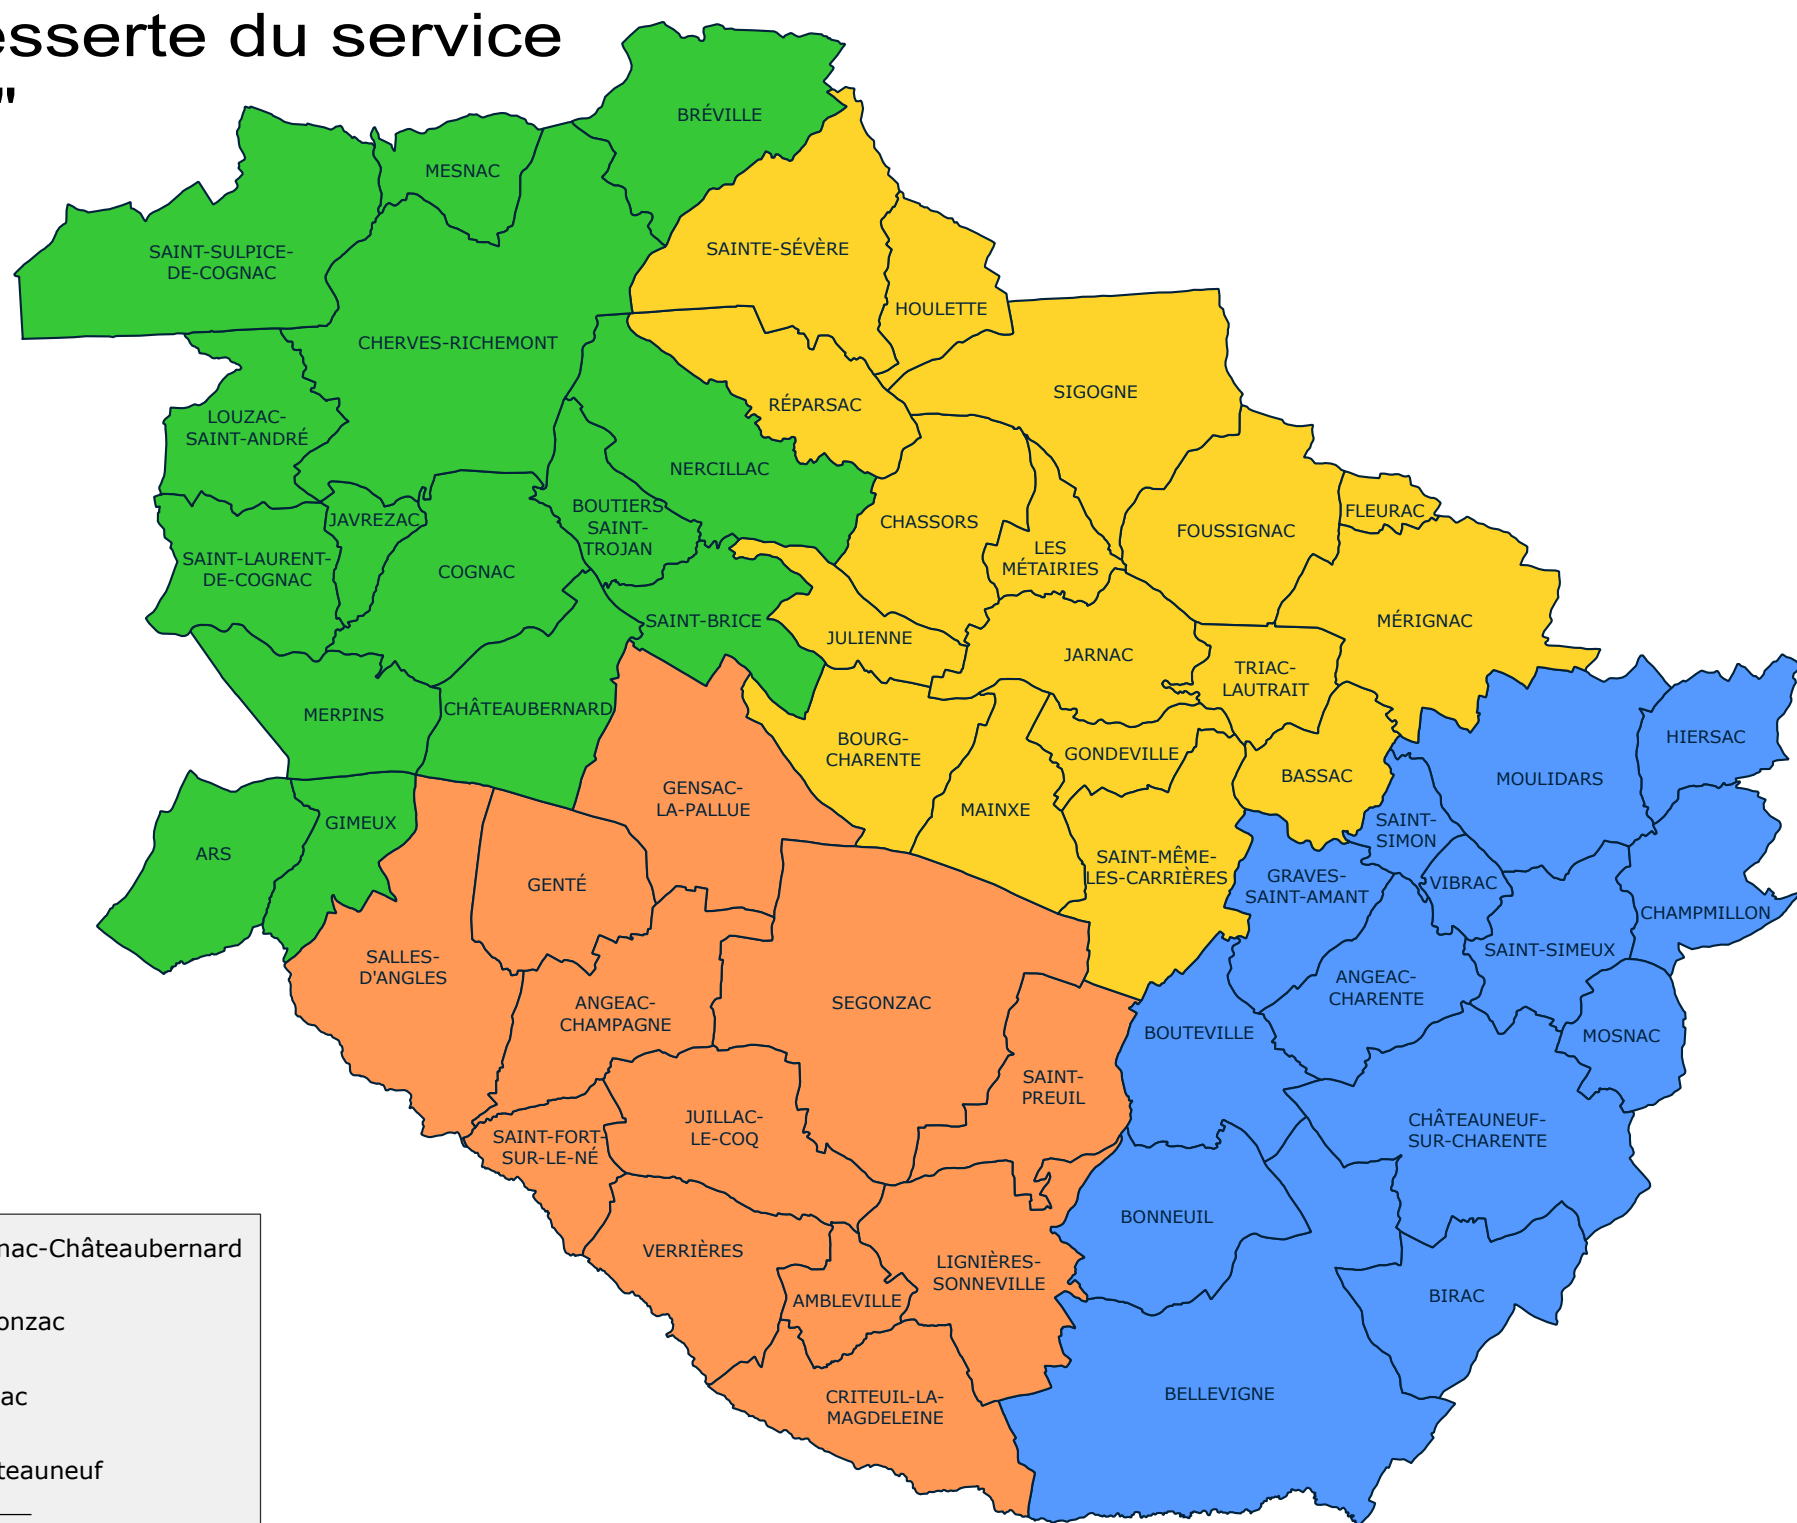 esserte du service
"
BRÉVILLE
MESNAC
SAINT-SULPICE-
DE-COGNAC
SAINTE-SÉVÈRE
HOULETTE
CHERVES-RICHEMONT
SIGOGNE
RÉPARSAC
LOUZAC-
SAINT-ANDRÉ
NERCILLAC
BOUTIERS
SAINT-
TROJAN
JAVREZAC
CHASSORS
FLEURAC
FOUSSIGNAC
LES
MÉTAIRIES
SAINT-LAURENT-
DE-COGNAC
COGNAC
SAINT-BRICE
JULIENNE
MÉRIGNAC
JARNAC
TRIAC-
LAUTRAIT
MERPINS
CHÂTEAUBERNARD
BOURG-
CHARENTE
GONDEVILLE
BASSAC
HIERSAC
MOULIDARS
GENSAC-
LA-PALLUE
MAINXE
GIMEUX
SAINT-
SIMON
ARS
SAINT-MÊME-
LES-CARRIÈRES
GENTÉ
GRAVES-
SAINT-AMANT
VIBRAC
CHAMPMILLON
SAINT-SIMEUX
SALLES-
D'ANGLES
ANGEAC-
CHARENTE
SEGONZAC
ANGEAC-
CHAMPAGNE
BOUTEVILLE
MOSNAC
SAINT-
PREUIL
JUILLAC-
LE-COQ
CHÂTEAUNEUF-
SUR-CHARENTE
SAINT-FORT-
SUR-LE-NÉ
BONNEUIL
VERRIÈRES
LIGNIÈRES-
SONNEVILLE
AMBLEVILLE
BIRAC
BELLEVIGNE
CRITEUIL-LA-
MAGDELEINE
nac-Châteaubernard
onzac
ac
teauneuf